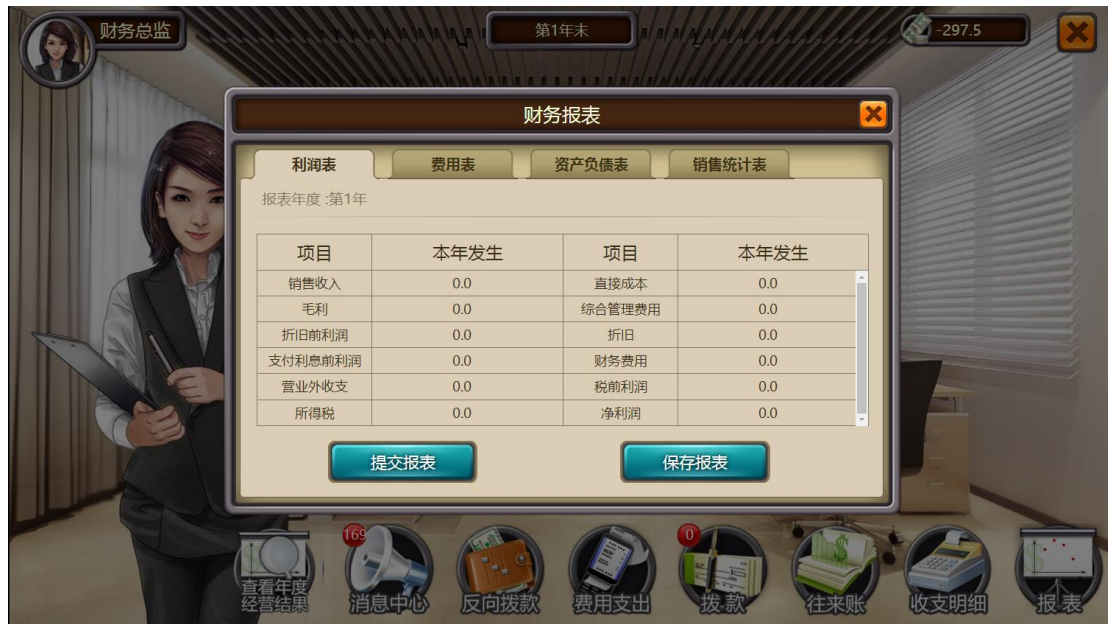 财务总监
第1年末
-297.5
财务报表
利润表 费用表 资产负债表 销售统计表
报表年度 :第1年
项目 本年发生 项目 本年发生
销售收入 0.0 直接成本 0.0
毛利 0.0 综合管理费用 0.0
折旧前利润 0.0 折旧 0.0
支付利息前利润 0.0 财务费用 0.0
营业外收支 0.0 税前利润 0.0
所得税 0.0 净利润 0.0
提交报表 保存报表
169 0
查看年度
经营结果 消息中心 反向拨款 费用支出 拨款 往来账 收支明细 报表